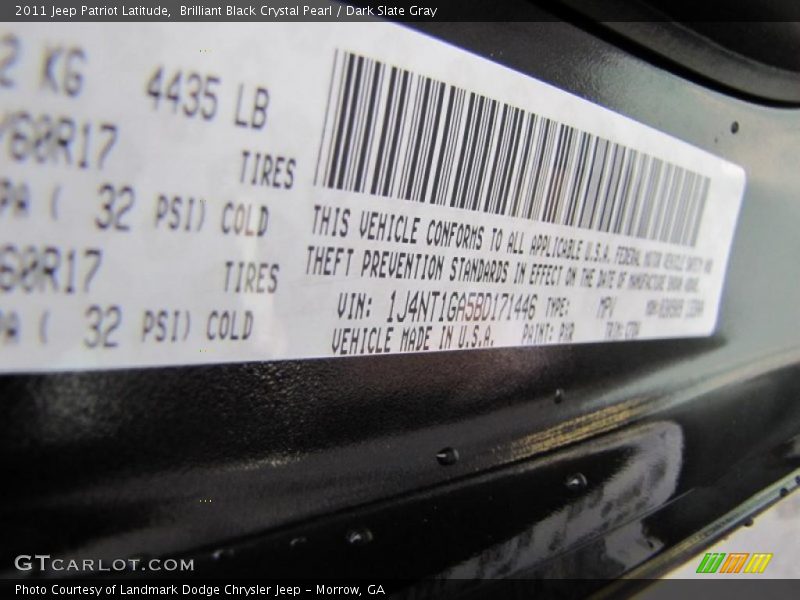 2011 Jeep Patriot Latitude, Brilliant Black Crystal Pearl / Dark Slate Gray
2 KG 4435 LB
/60R17 TIRES
PA ( 32 PSI) COLD
60R17 TIRES
PA ( 32 PSI) COLD
THIS VEHICLE CONFORMS TO ALL APPLICABLE U.S.A. FEDERAL MOTOR VEHICLE SAFETY AND
THEFT PREVENTION STANDARDS IN EFFECT ON THE DATE OF MANUFACTURE SHOWN ABOVE.
VIN: 1J4NT1GA5BD171446 TYPE: MPV
VEHICLE MADE IN U.S.A. PAINT: PXR TRIM:
GTCARLOT.COM
Photo Courtesy of Landmark Dodge Chrysler Jeep - Morrow, GA